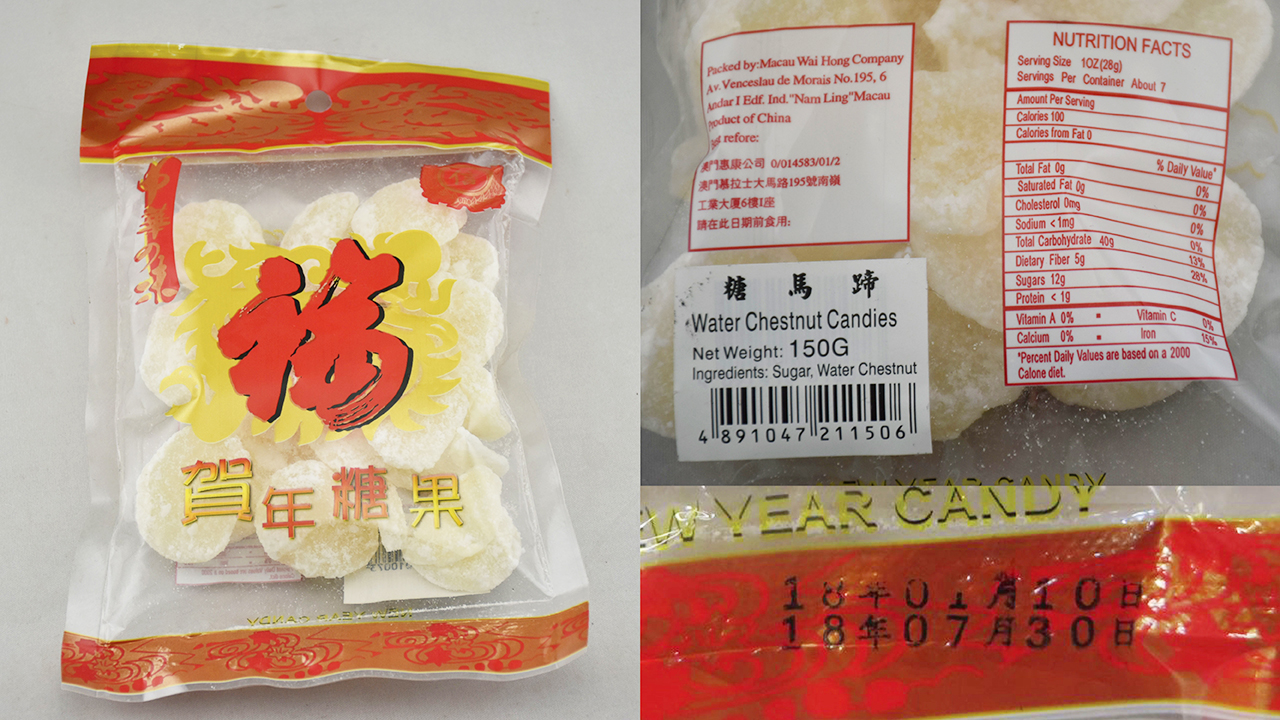 中華の味
福
賀年糖果
NEW YEAR CANDY
Packed by:Macau Wai Hong Company
Av.Venceslau de Morais No.195, 6
Andar I Edf. Ind."Nam Ling"Macau
Product of China
refore:
澳門惠康公司 0/014583/01/2
澳門慕拉士大馬路195號南嶺
工業大廈6樓I座
請在此日期前食用:
NUTRITION FACTS
Serving Size 1OZ(28g)
Servings Per Container About 7
Amount Per Serving
Calories 100
Calories from Fat 0
% Daily Value*
Total Fat 0g 0%
Saturated Fat 0g 0%
Cholesterol 0mg 0%
Sodium <1mg 0%
Total Carbohydrate 40g 13%
Dietary Fiber 5g 28%
Sugars 12g
Protein < 1g
Vitamin A 0% ▪ Vitamin C 0%
Calcium 0% ▪ Iron 15%
*Percent Daily Values are based on a 2000
Calone diet.
糖馬蹄
Water Chestnut Candies
Net Weight: 150G
Ingredients: Sugar, Water Chestnut
4 891047 211506
W YEAR CANDY
18年01月10日
18年07月30日